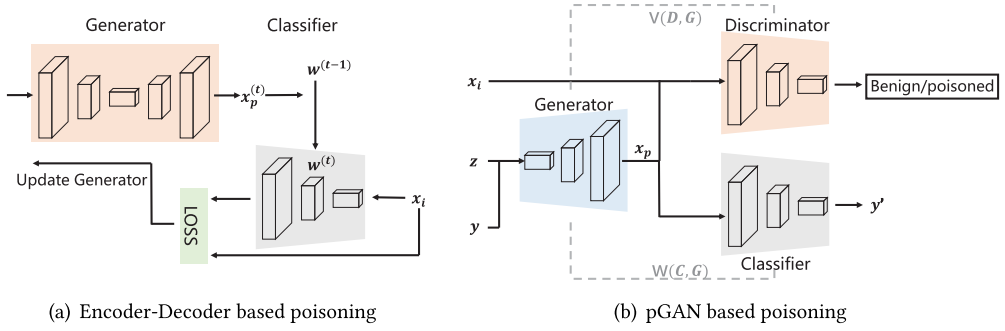 Generator
Classifier
x_p^{(t)}
w^{(t-1)}
w^{(t)}
x_i
Update Generator
LOSS
(a) Encoder-Decoder based poisoning
V(D, G)
Discriminator
x_i
Generator
Benign/poisoned
z
x_p
y
y'
Classifier
W(C, G)
(b) pGAN based poisoning